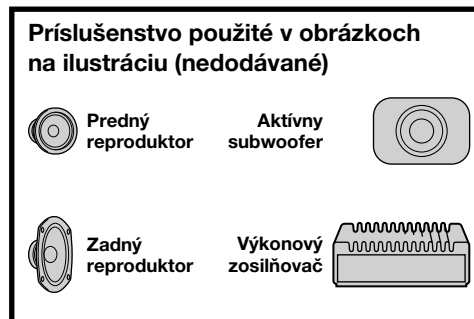 Príslušenstvo použité v obrázkoch
na ilustráciu (nedodávané)
Predný
reproduktor
Aktívny
subwoofer
Zadný
reproduktor
Výkonový
zosilňovač